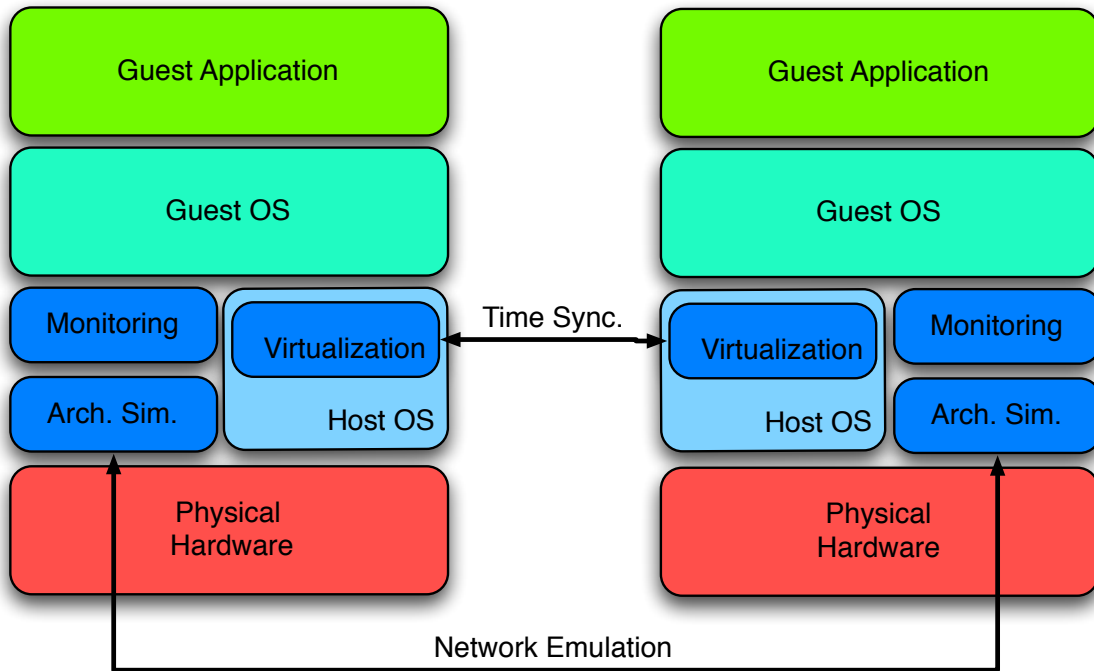 Guest Application
Guest OS
Monitoring
Virtualization
Arch. Sim.
Host OS
Physical
Hardware
Time Sync.
Guest Application
Guest OS
Virtualization
Monitoring
Host OS
Arch. Sim.
Physical
Hardware
Network Emulation